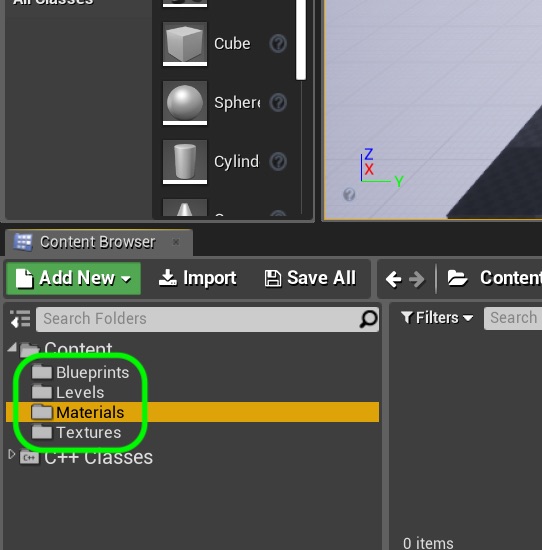 All Classes
Cube
Sphere
Cylind
Z
X
Y
Content Browser
Add New
Import
Save All
Content
Search Folders
Filters
Search
Content
Blueprints
Levels
Materials
Textures
C++ Classes
0 items